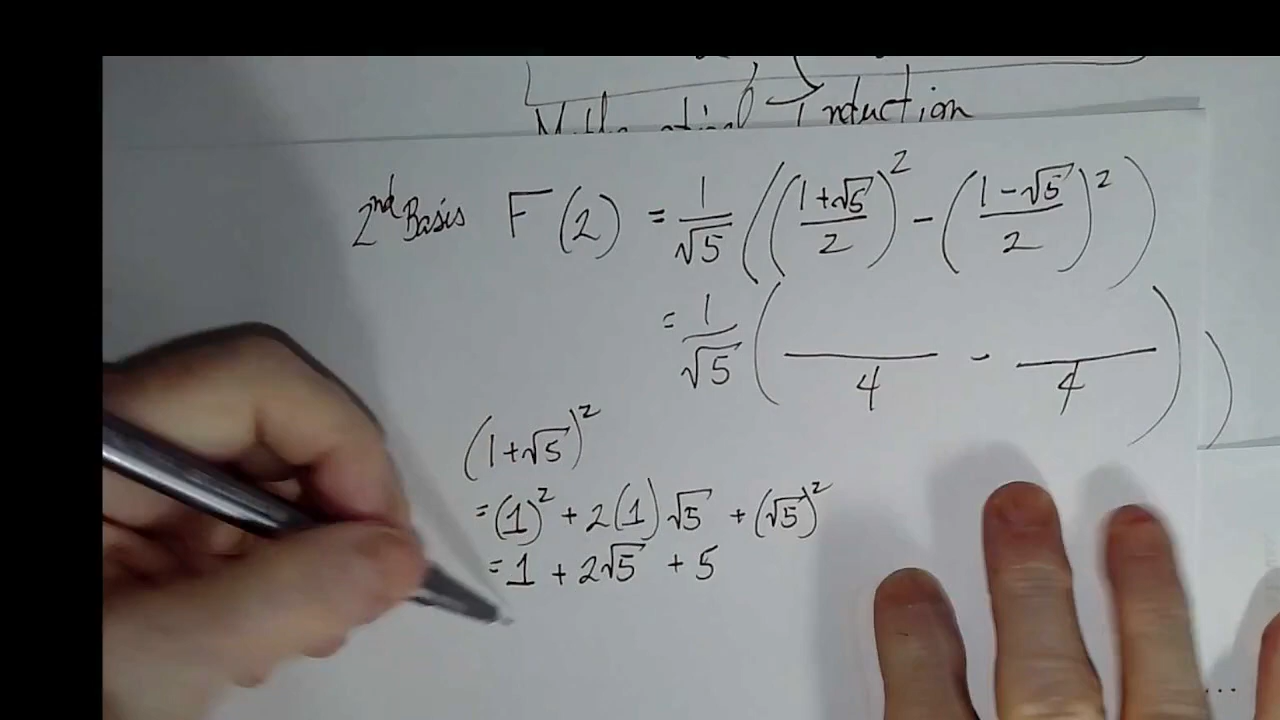 Induction
2nd Basis F(2) = 1/√5 (((1+√5)/2)² - ((1-√5)/2)²)
= 1/√5 ( /4 - /4 ) )
(1+√5)²
= (1)² + 2(1)√5 + (√5)²
= 1 + 2√5 + 5
...